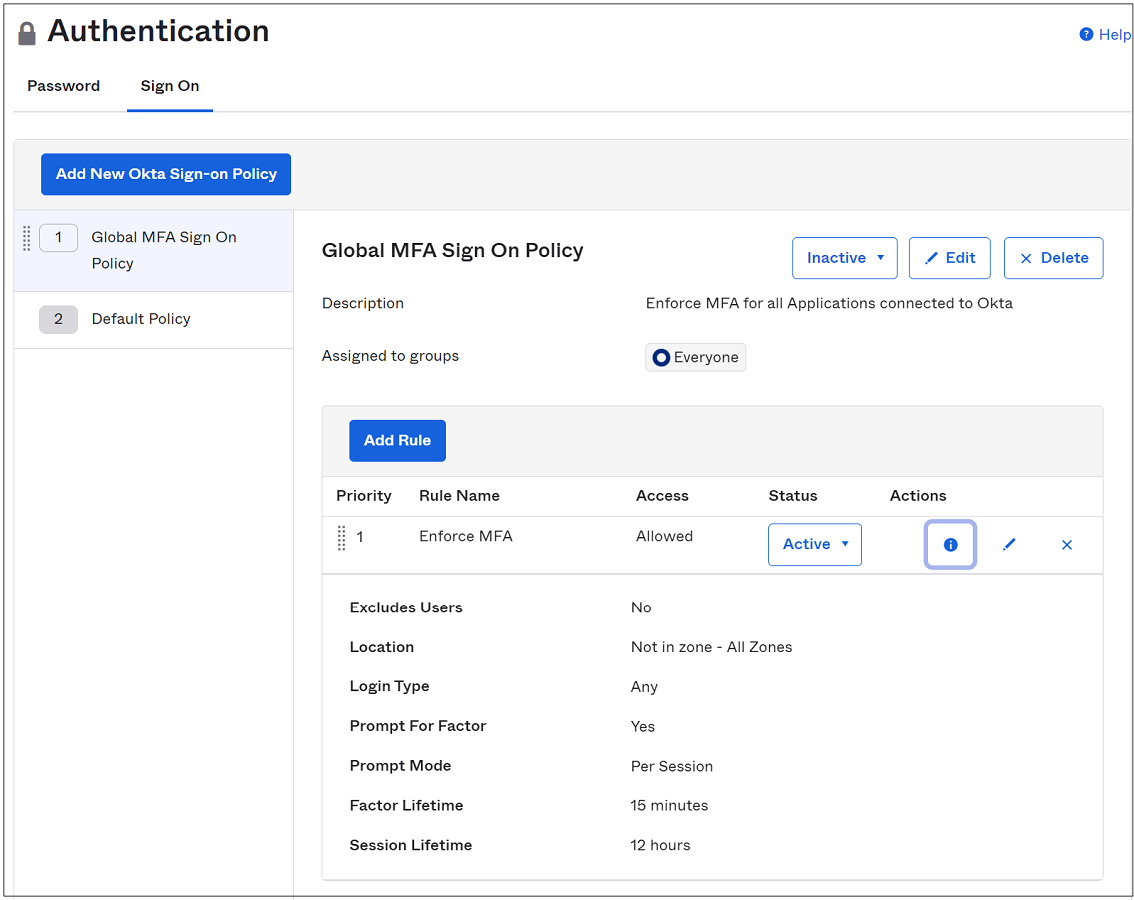 Authentication
Help
Password
Sign On
Add New Okta Sign-on Policy
1
Global MFA Sign On
Policy
2
Default Policy
Global MFA Sign On Policy
Inactive
Edit
Delete
Description
Enforce MFA for all Applications connected to Okta
Assigned to groups
Everyone
Add Rule
Priority
Rule Name
Access
Status
Actions
1
Enforce MFA
Allowed
Active
Excludes Users
No
Location
Not in zone - All Zones
Login Type
Any
Prompt For Factor
Yes
Prompt Mode
Per Session
Factor Lifetime
15 minutes
Session Lifetime
12 hours